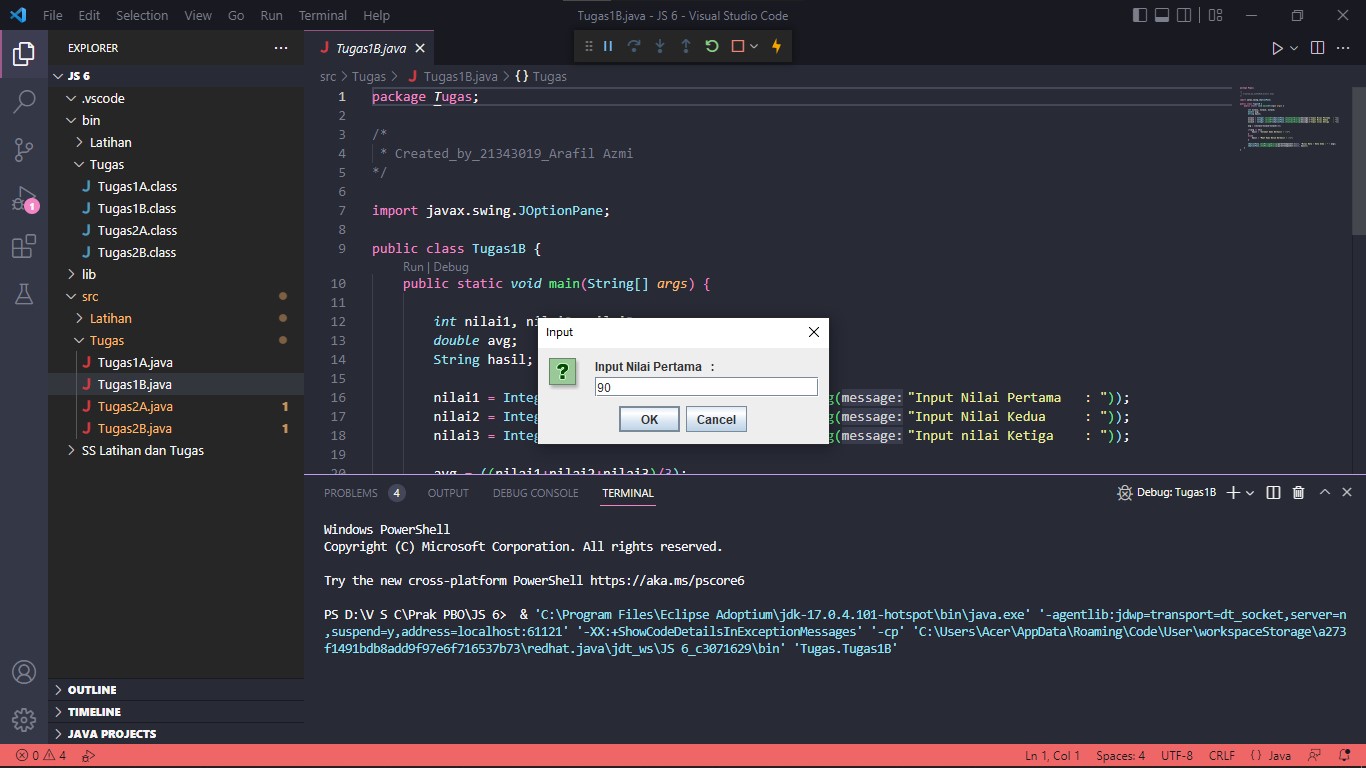 File Edit Selection View Go Run Terminal Help
Tugas1B.java - JS 6 - Visual Studio Code
EXPLORER
JS 6
.vscode
bin
Latihan
Tugas
Tugas1A.class
Tugas1B.class
Tugas2A.class
Tugas2B.class
lib
src
Latihan
Tugas
Tugas1A.java
Tugas1B.java
Tugas2A.java 1
Tugas2B.java 1
SS Latihan dan Tugas
OUTLINE
TIMELINE
JAVA PROJECTS
1
Tugas1B.java
src > Tugas > Tugas1B.java > {} Tugas
1 package Tugas;
2
3 /*
4 * Created_by_21343019_Arafil Azmi
5 */
6
7 import javax.swing.JOptionPane;
8
9 public class Tugas1B {
Run | Debug
10 public static void main(String[] args) {
11
12 int nilai1,
13 double avg;
14 String hasil;
15
16 nilai1 = Integ g(message:"Input Nilai Pertama   : "));
17 nilai2 = Integ g(message:"Input Nilai Kedua     : "));
18 nilai3 = Integ g(message:"Input nilai Ketiga    : "));
19
20 avg = ((nilai1+nilai2+nilai3)/3);
Input
Input Nilai Pertama  :
90
OK Cancel
PROBLEMS 4 OUTPUT DEBUG CONSOLE TERMINAL
Debug: Tugas1B
Windows PowerShell
Copyright (C) Microsoft Corporation. All rights reserved.
Try the new cross-platform PowerShell https://aka.ms/pscore6
PS D:\V S C\Prak PBO\JS 6>  & 'C:\Program Files\Eclipse Adoptium\jdk-17.0.4.101-hotspot\bin\java.exe' '-agentlib:jdwp=transport=dt_socket,server=n
,suspend=y,address=localhost:61121' '-XX:+ShowCodeDetailsInExceptionMessages' '-cp' 'C:\Users\Acer\AppData\Roaming\Code\User\workspaceStorage\a273
f1491bdb8add9f97e6f716537b73\redhat.java\jdt_ws\JS 6_c3071629\bin' 'Tugas.Tugas1B'
0 4
Ln 1, Col 1 Spaces: 4 UTF-8 CRLF {} Java